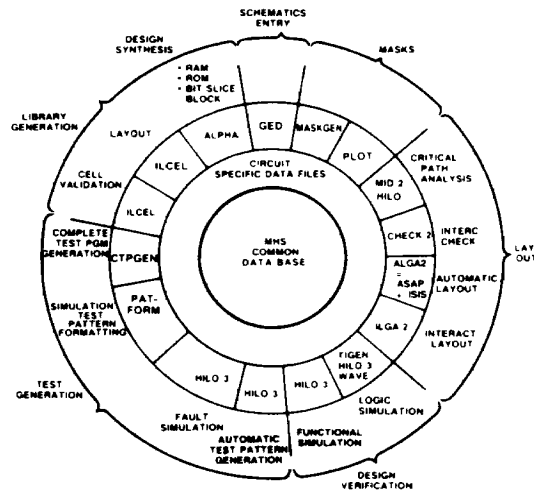 SCHEMATICS
ENTRY
DESIGN
SYNTHESIS
· RAM
· ROM
· BIT SLICE
BLOCK
MASKS
LIBRARY
GENERATION
LAYOUT
ALPHA
GED
MASKGEN
PLOT
CRITICAL
PATH
ANALYSIS
ILCEL
CIRCUIT
SPECIFIC DATA FILES
MID 2
HILO
CELL
VALIDATION
ILCEL
CHECK 2
INTERC
CHECK
LAY
OUT
COMPLETE
TEST PGM
GENERATION
CTPGEN
MHS
COMMON
DATA BASE
ALGA2
=
ASAP
+ ISIS
AUTOMATIC
LAYOUT
PAT-
FORM
SIMULATION
TEST
PATTERN
FORMATTING
ILGA 2
INTERACT
LAYOUT
HILO 3
HILO 3
HILO 3
HILO 3
WAVE
LOGIC
SIMULATION
TEST
GENERATION
FAULT
SIMULATION
AUTOMATIC
TEST PATTERN
GENERATION
FUNCTIONAL
SIMULATION
DESIGN
VERIFICATION